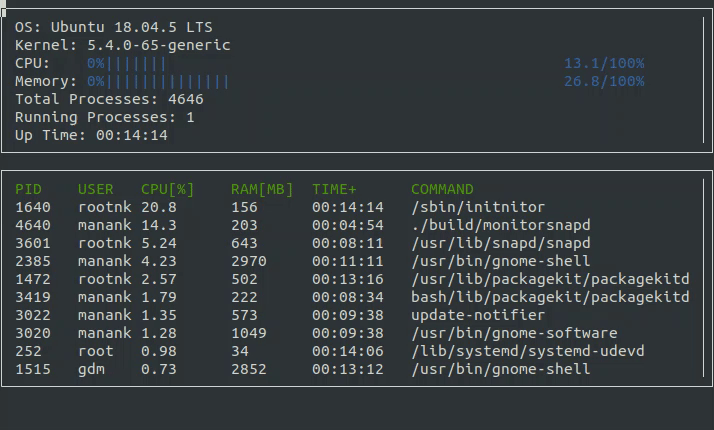 OS: Ubuntu 18.04.5 LTS
Kernel: 5.4.0-65-generic
CPU: 0%||||||| 13.1/100%
Memory: 0%|||||||||||||| 26.8/100%
Total Processes: 4646
Running Processes: 1
Up Time: 00:14:14
PID USER CPU[%] RAM[MB] TIME+ COMMAND
1640 rootnk 20.8 156 00:14:14 /sbin/initnitor
4640 manank 14.3 203 00:04:54 ./build/monitorsnapd
3601 rootnk 5.24 643 00:08:11 /usr/lib/snapd/snapd
2385 manank 4.23 2970 00:11:11 /usr/bin/gnome-shell
1472 rootnk 2.57 502 00:13:16 /usr/lib/packagekit/packagekitd
3419 manank 1.79 222 00:08:34 bash/lib/packagekit/packagekitd
3022 manank 1.35 573 00:09:38 update-notifier
3020 manank 1.28 1049 00:09:38 /usr/bin/gnome-software
252 root 0.98 34 00:14:06 /lib/systemd/systemd-udevd
1515 gdm 0.73 2852 00:13:12 /usr/bin/gnome-shell